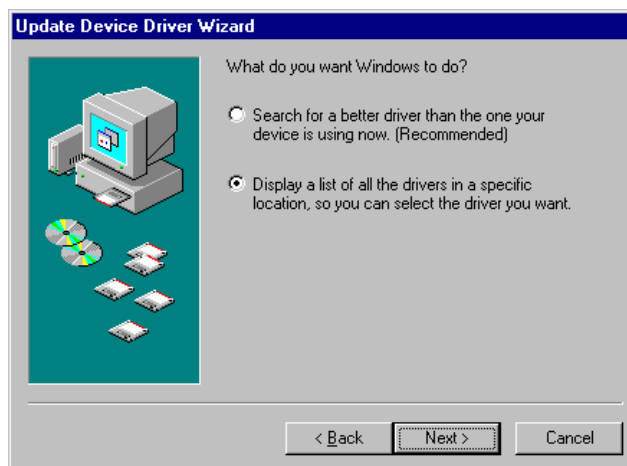 Update Device Driver Wizard
What do you want Windows to do?
Search for a better driver than the one your
device is using now. (Recommended)
Display a list of all the drivers in a specific
location, so you can select the driver you want.
< Back
Next >
Cancel